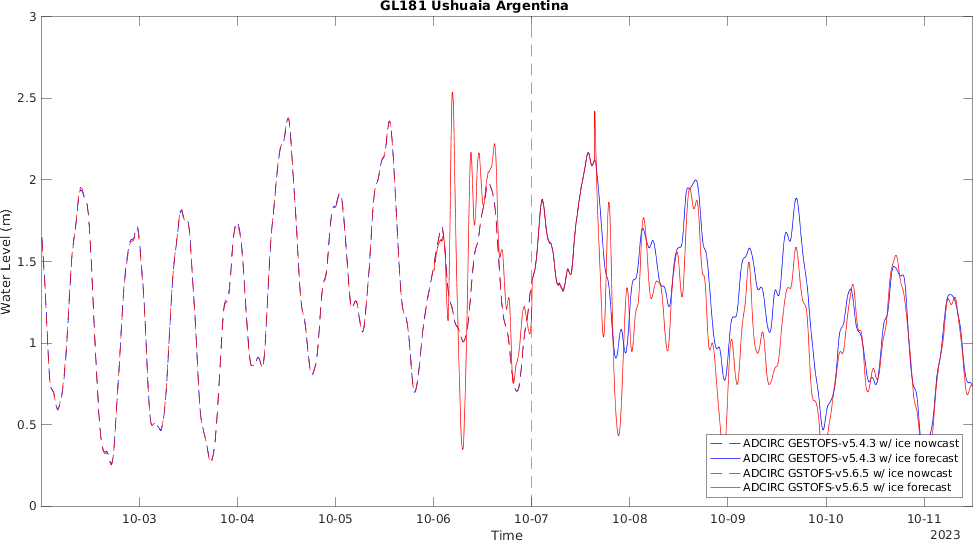 GL181 Ushuaia Argentina
3
2.5
2
1.5
1
0.5
0
Water Level (m)
10-03 10-04 10-05 10-06 10-07 10-08 10-09 10-10 10-11
Time
2023
ADCIRC GESTOFS-v5.4.3 w/ ice nowcast
ADCIRC GESTOFS-v5.4.3 w/ ice forecast
ADCIRC GSTOFS-v5.6.5 w/ ice nowcast
ADCIRC GSTOFS-v5.6.5 w/ ice forecast